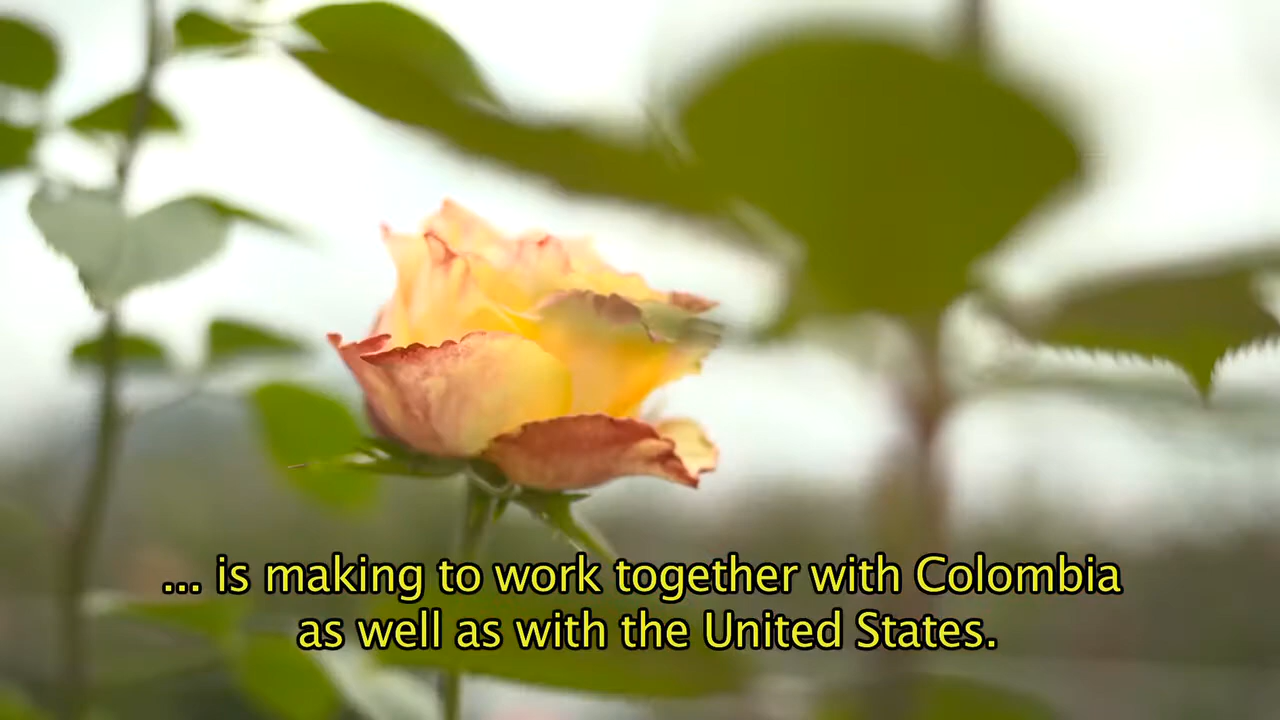 ... is making to work together with Colombia
as well as with the United States.